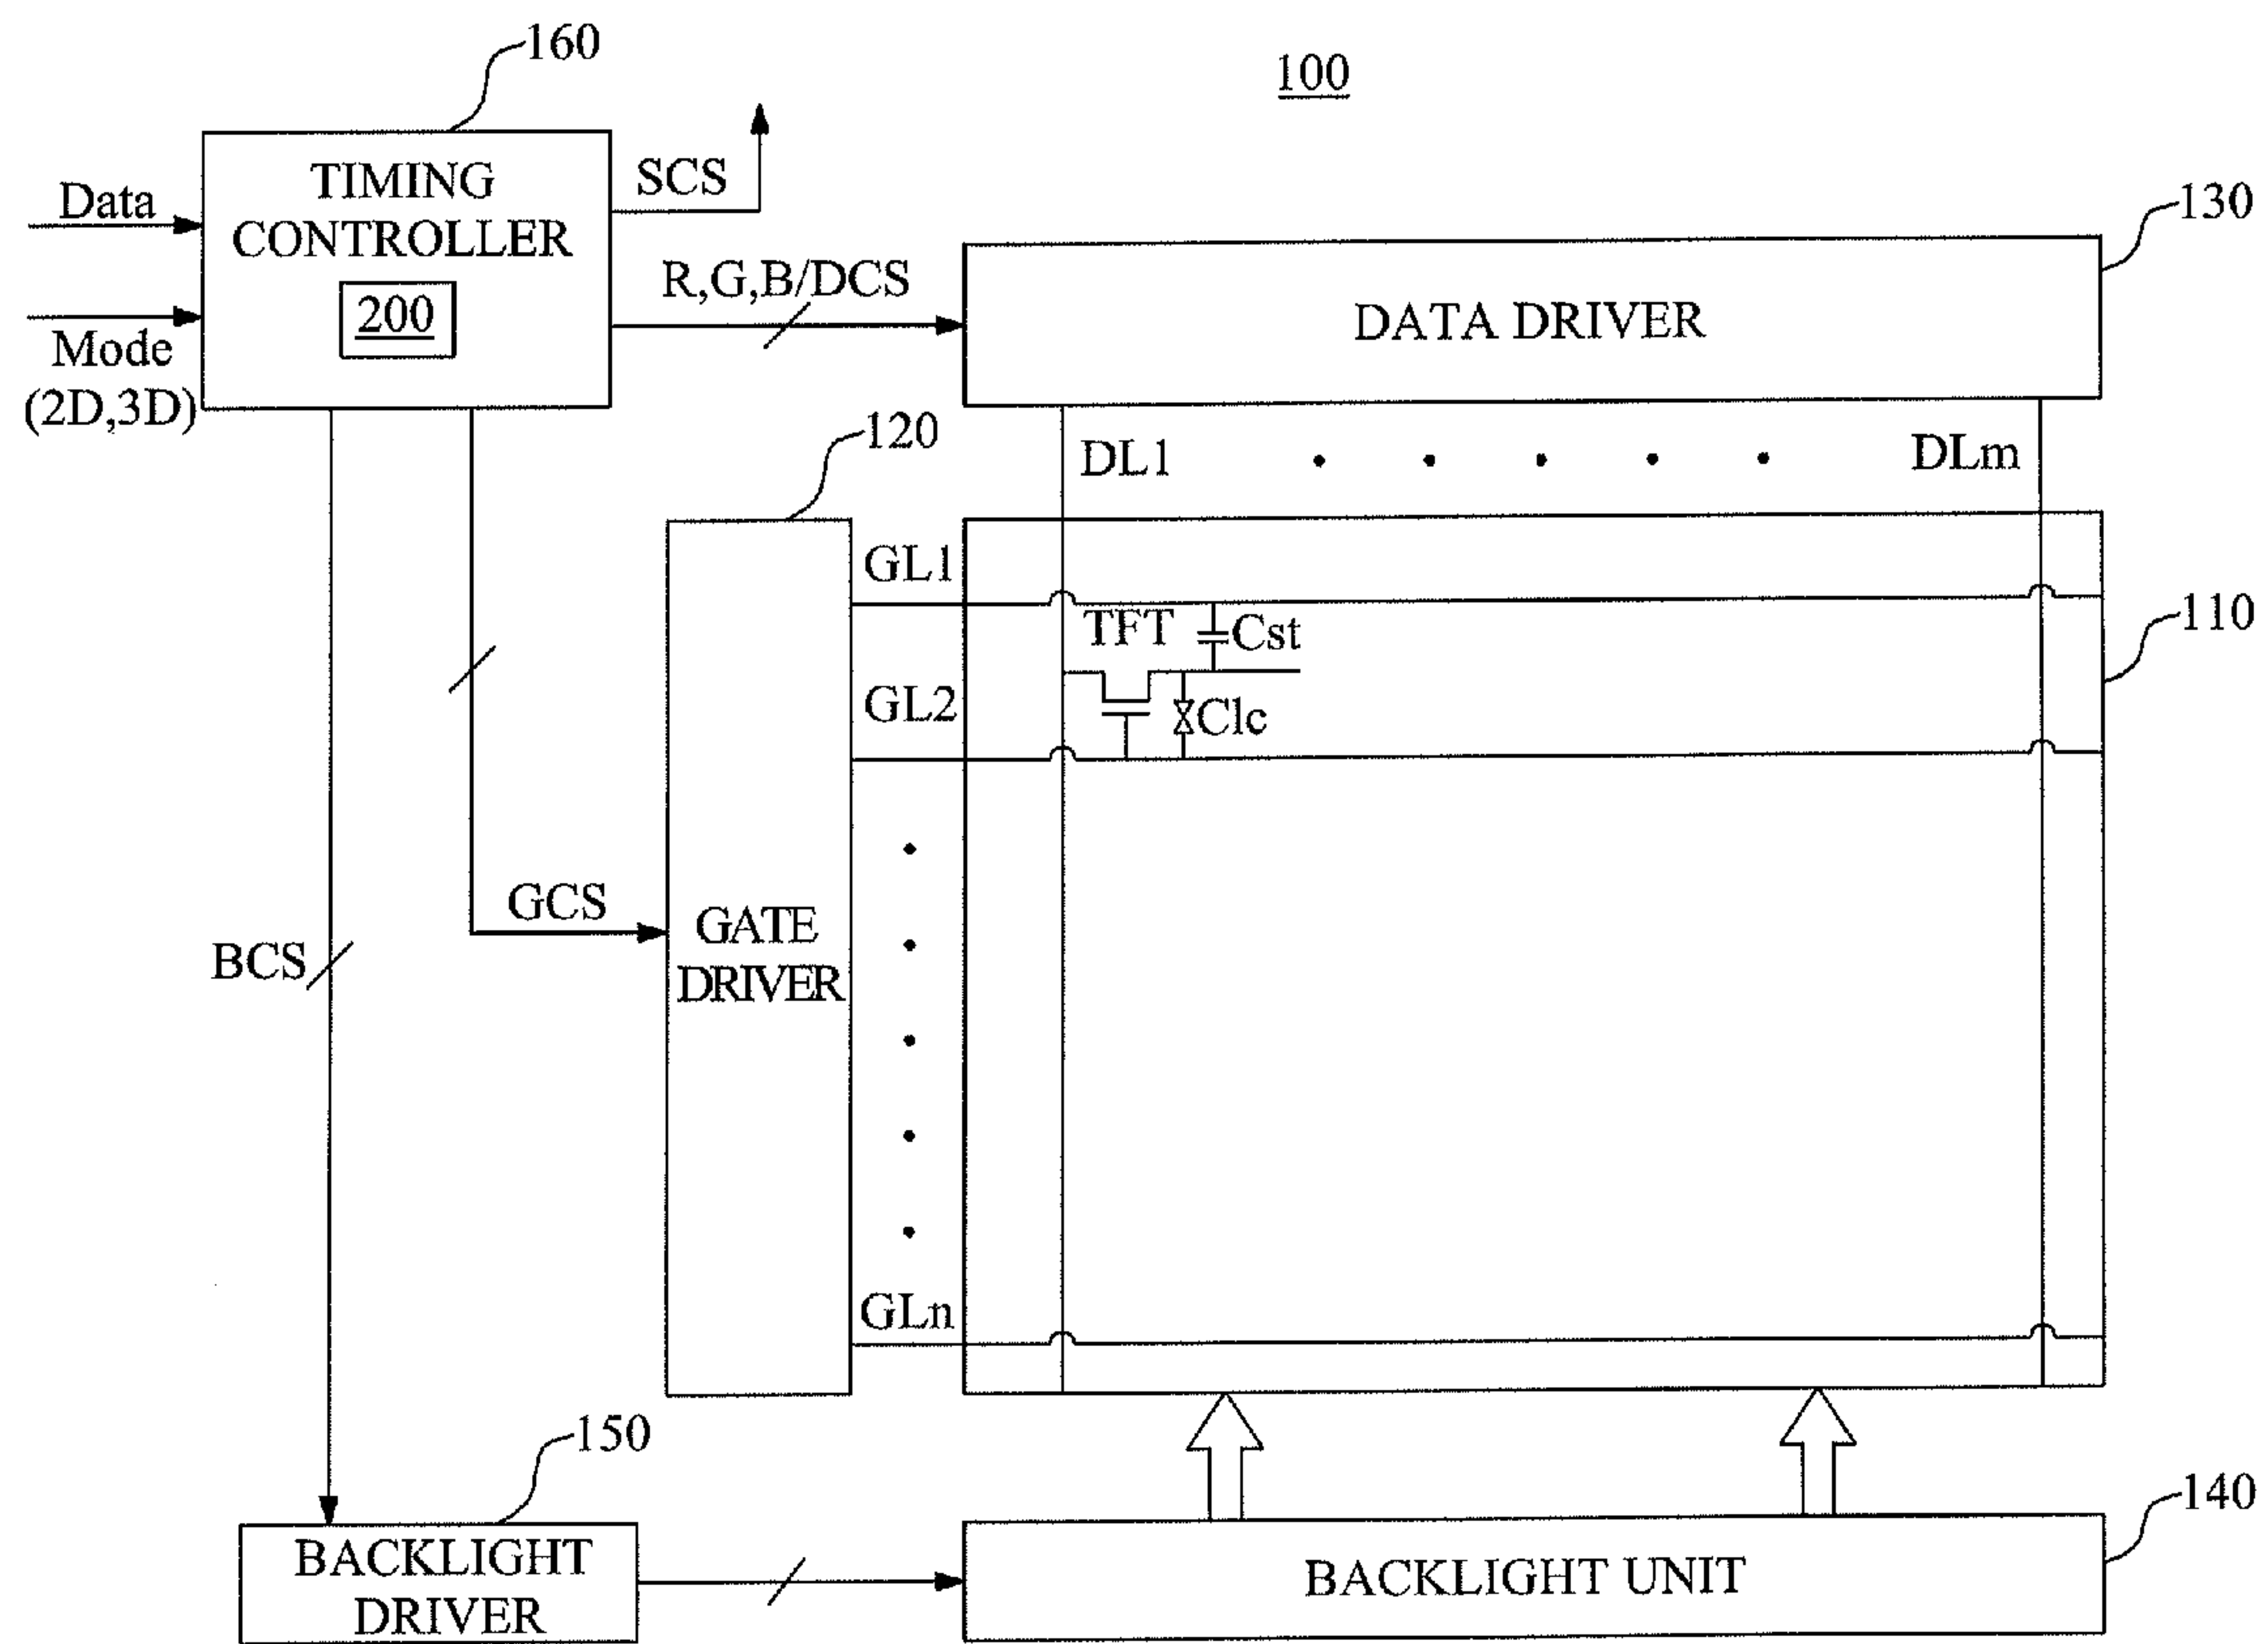 160
100
TIMING
CONTROLLER
200
Data
Mode
(2D,3D)
SCS
R,G,B/DCS
130
DATA DRIVER
120
DL1
DLm
GL1
TFT
Cst
110
GL2
Clc
GCS
BCS
GATE
DRIVER
GLn
150
140
BACKLIGHT
DRIVER
BACKLIGHT UNIT